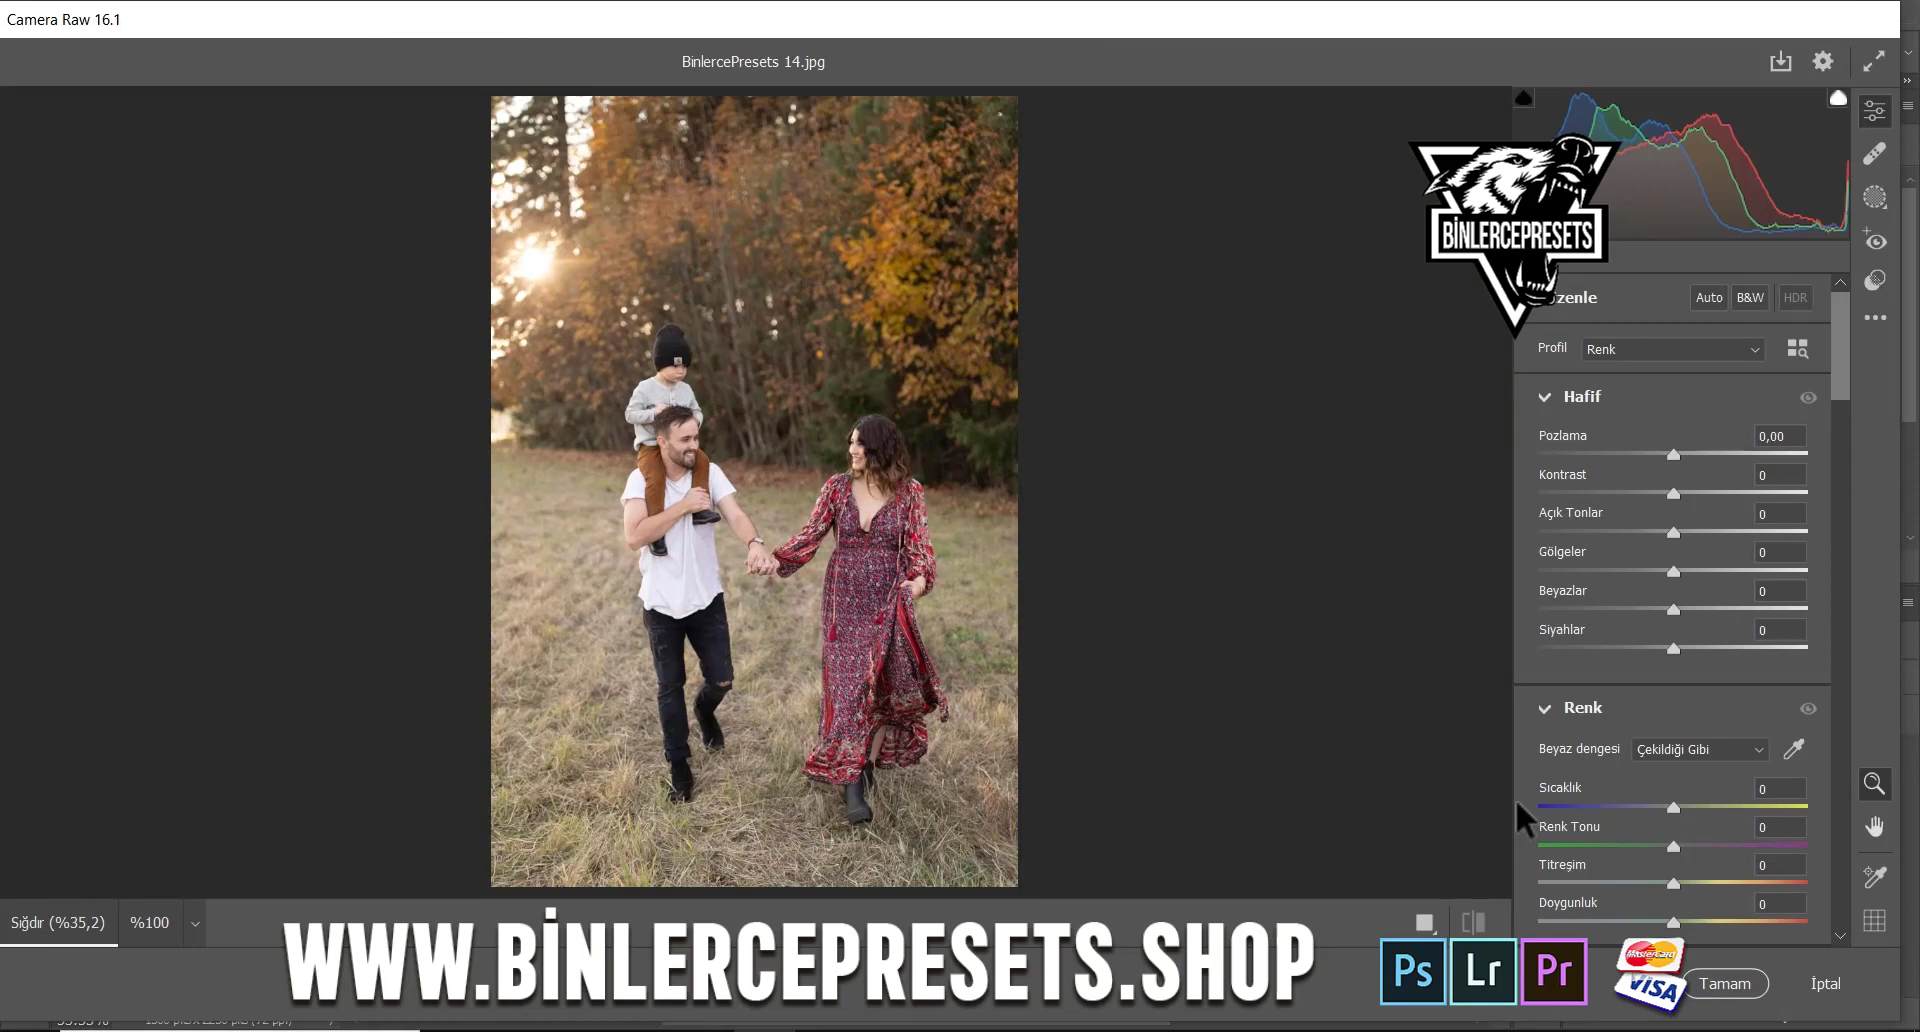 Camera Raw 16.1
BinlercePresets 14.jpg
BİNLERCEPRESETS
zenle
Auto B&W HDR
Profil Renk
Hafif
Pozlama 0,00
Kontrast 0
Açık Tonlar 0
Gölgeler 0
Beyazlar 0
Siyahlar 0
Renk
Beyaz dengesi Çekildiği Gibi
Sıcaklık 0
Renk Tonu 0
Titreşim 0
Doygunluk 0
Sığdır (%35,2) %100
WWW.BİNLERCEPRESETS.SHOP
Ps Lr Pr
MasterCard
VISA
Tamam İptal